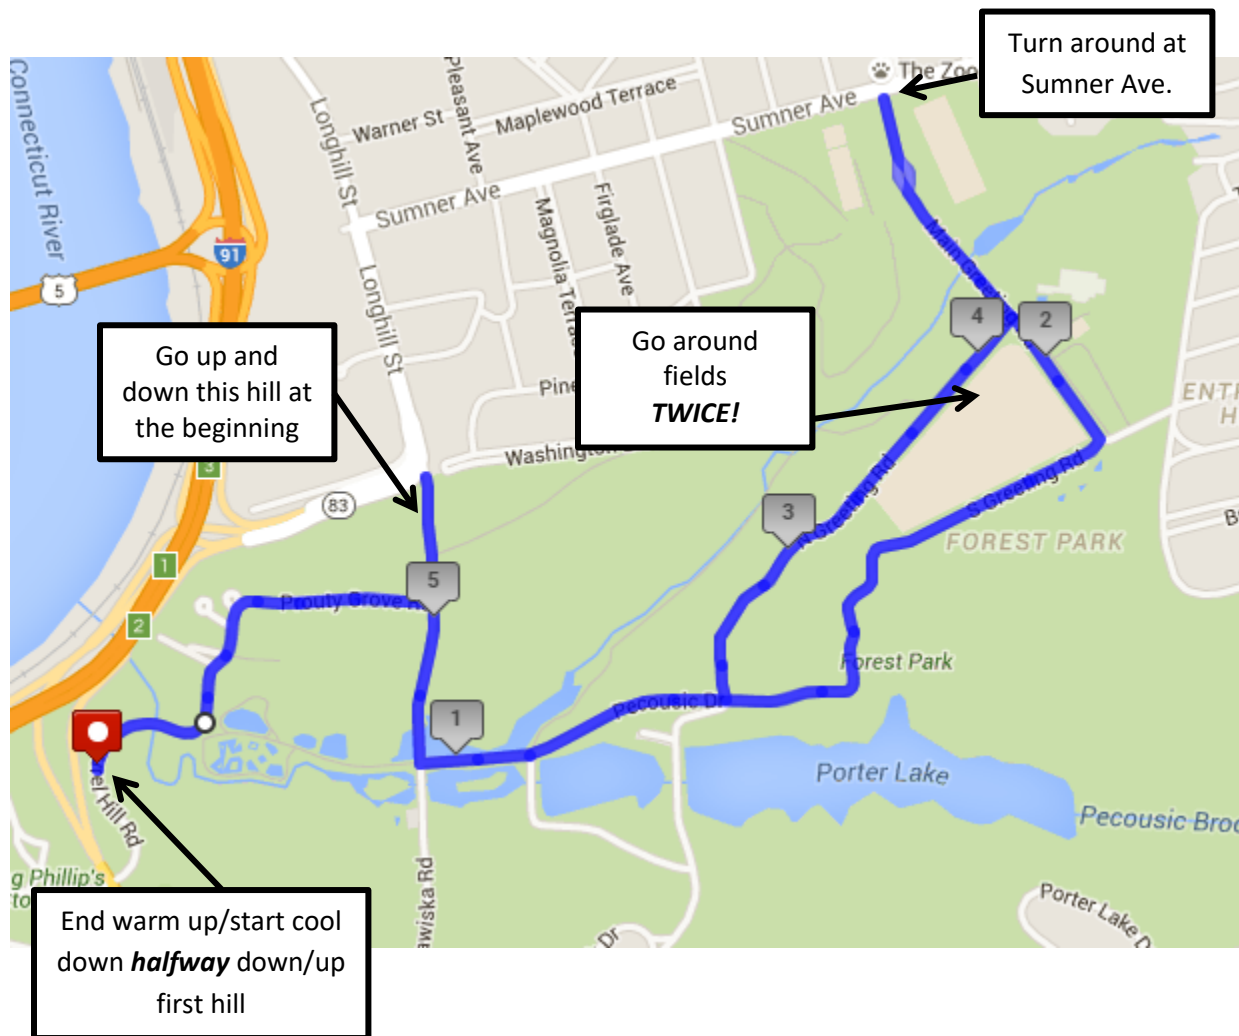 Turn around at
Sumner Ave.
The Zoo
Connecticut River
Pleasant Ave
Longhill St
Warner St
Maplewood Terrace
Sumner Ave
Sumner Ave
Magnolia Terrace
Firglade Ave
91
5
Longhill St
Main Greeting
4
2
Go up and
down this hill at
the beginning
Go around
fields
TWICE!
Pine
ENT
Washington
3
83
N Greeting Rd
S Greeting Rd
3
FOREST PARK
1
5
Prouty Grove
2
Forest Park
Pecousic Dr
1
Porter Lake
el Hill Rd
Pecousic Broo
g Phillip's
awiska Rd
Dr
Porter Lake D
End warm up/start cool
down halfway down/up
first hill